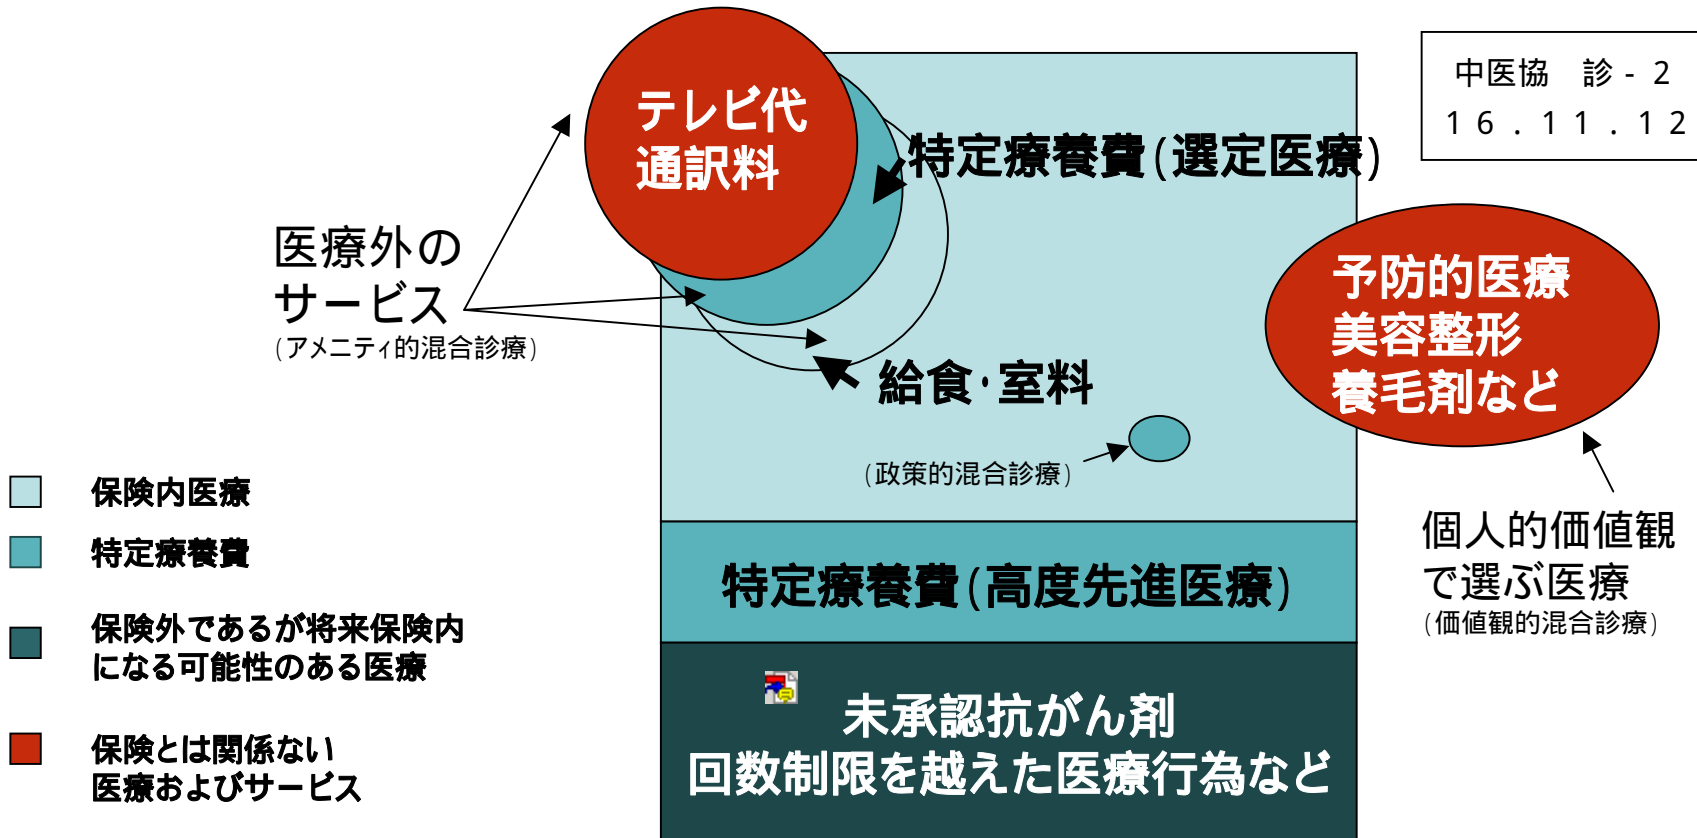 中医協 診-2
16.11.12
テレビ代
通訳料
特定療養費(選定医療)
医療外の
サービス
(アメニティ的混合診療)
給食・室料
(政策的混合診療)
予防的医療
美容整形
養毛剤など
個人的価値観
で選ぶ医療
(価値観的混合診療)
特定療養費(高度先進医療)
未承認抗がん剤
回数制限を越えた医療行為など
保険内医療
特定療養費
保険外であるが将来保険内
になる可能性のある医療
保険とは関係ない
医療およびサービス